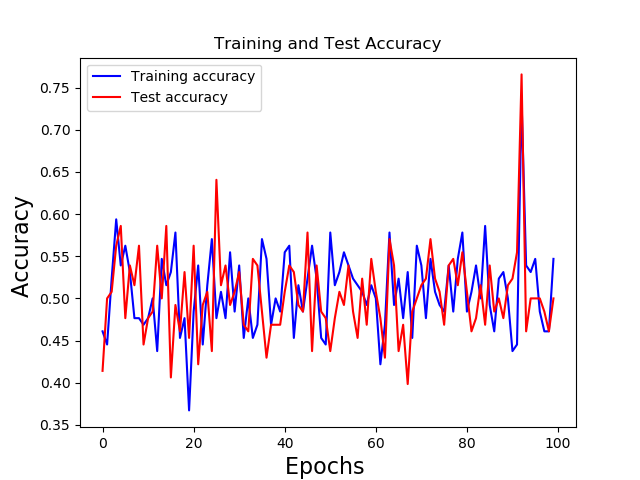 Training and Test Accuracy
Training accuracy
Test accuracy
Accuracy
0.75
0.70
0.65
0.60
0.55
0.50
0.45
0.40
0.35
0 20 40 60 80 100
Epochs